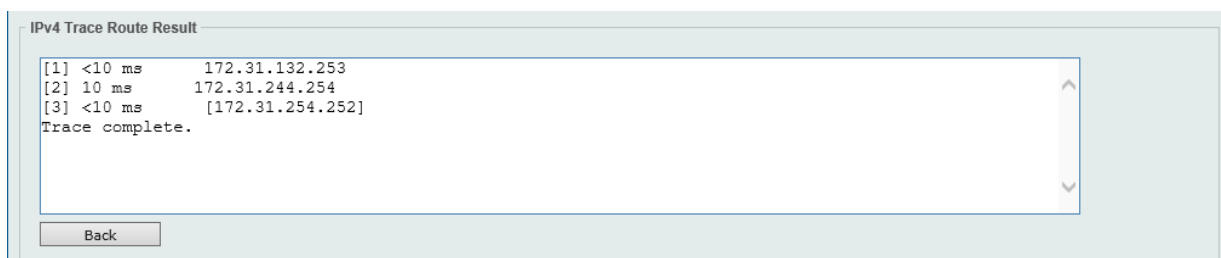 IPv4 Trace Route Result
[1] <10 ms      172.31.132.253
[2] 10 ms      172.31.244.254
[3] <10 ms      [172.31.254.252]
Trace complete.
Back